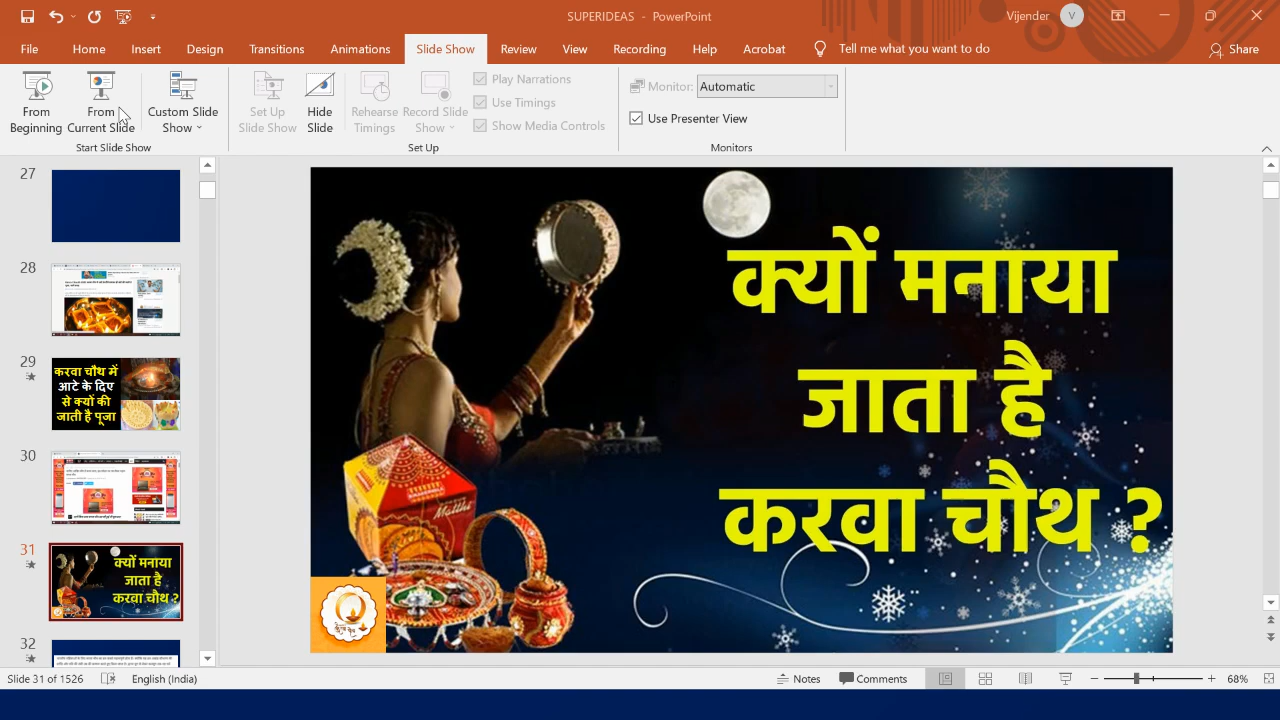 SUPERIDEAS - PowerPoint
Vijender V
File Home Insert Design Transitions Animations Slide Show Review View Recording Help Acrobat Tell me what you want to do Share
From Beginning
From Current Slide
Custom Slide Show
Set Up Slide Show
Hide Slide
Rehearse Timings
Record Slide Show
Play Narrations
Use Timings
Show Media Controls
Monitor: Automatic
Use Presenter View
Start Slide Show Set Up Monitors
27
28
29
करवा चौथ में
आटे के दिए
से क्यों की
जाती है पूजा
30
31
क्यों मनाया
जाता है
करवा चौथ ?
32
क्यों मनाया
जाता है
करवा चौथ ?
Slide 31 of 1526 English (India) Notes Comments 68%